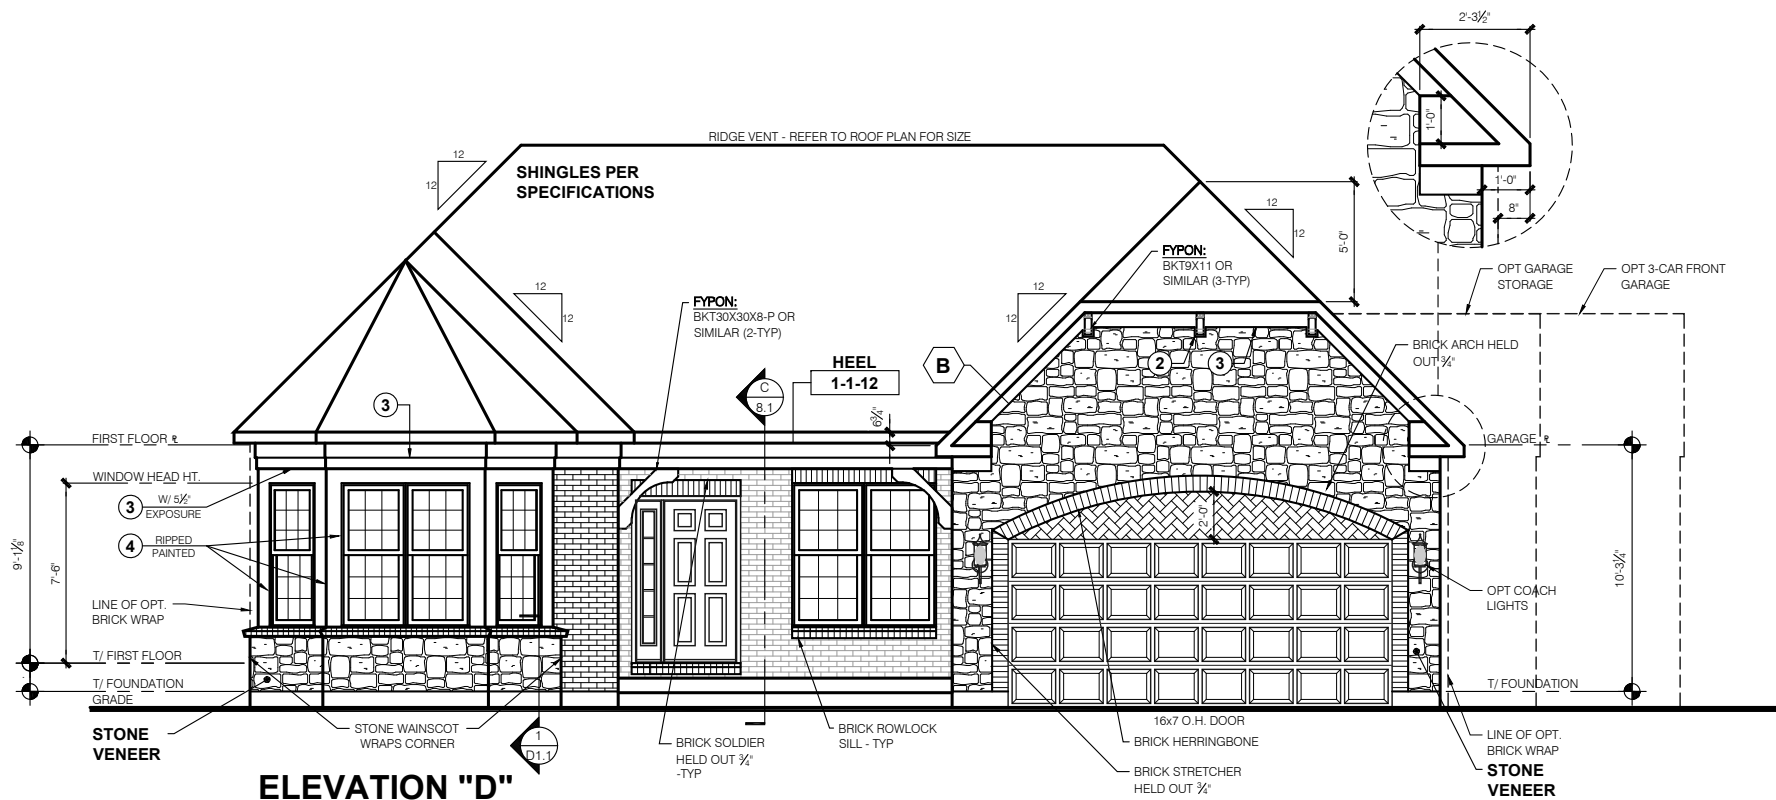 2'-3½"
1'-0"
1'-0"
8"
RIDGE VENT - REFER TO ROOF PLAN FOR SIZE
12
12
SHINGLES PER
SPECIFICATIONS
12
12
5'-0"
FYPON:
BKT9X11 OR
SIMILAR (3-TYP)
OPT GARAGE
STORAGE
OPT 3-CAR FRONT
GARAGE
12
12
FYPON:
BKT30X30X8-P OR
SIMILAR (2-TYP)
12
12
BRICK ARCH HELD
OUT ¾"
HEEL
1-1-12
B
2
3
C
8.1
3
6¾"
FIRST FLOOR ℄
GARAGE ℄
WINDOW HEAD HT.
3
W/ 5½"
EXPOSURE
4
RIPPED
PAINTED
9'-1⅛"
7'-6"
2'-0"
10'-3¼"
LINE OF OPT.
BRICK WRAP
OPT COACH
LIGHTS
T/ FIRST FLOOR
T/ FOUNDATION
GRADE
T/ FOUNDATION
STONE
VENEER
STONE WAINSCOT
WRAPS CORNER
1
D1.1
BRICK SOLDIER
HELD OUT ¾"
-TYP
BRICK ROWLOCK
SILL - TYP
16x7 O.H. DOOR
BRICK HERRINGBONE
BRICK STRETCHER
HELD OUT ¾"
LINE OF OPT.
BRICK WRAP
STONE
VENEER
ELEVATION "D"